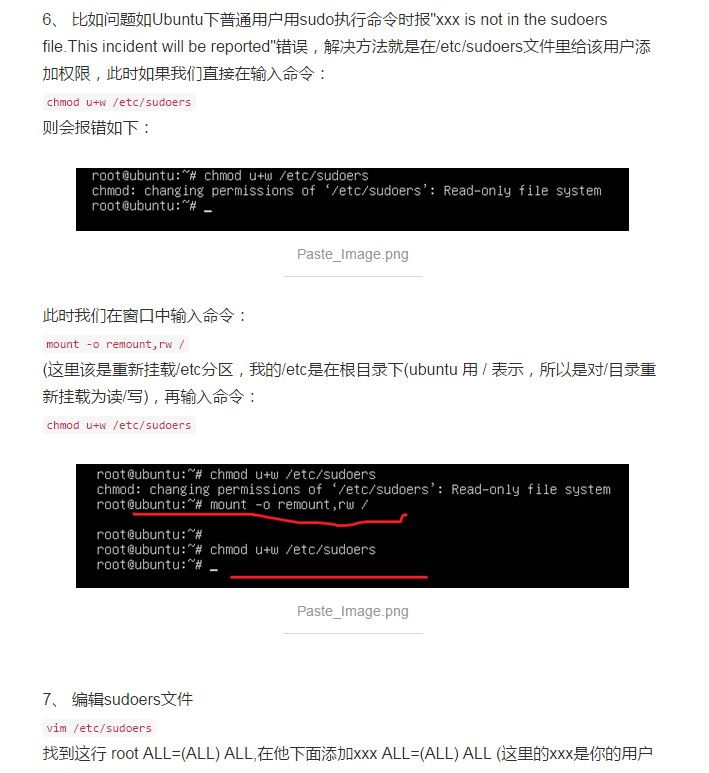 6、 比如问题如Ubuntu下普通用户用sudo执行命令时报"xxx is not in the sudoers
file.This incident will be reported"错误，解决方法就是在/etc/sudoers文件里给该用户添
加权限，此时如果我们直接在输入命令：
chmod u+w /etc/sudoers
则会报错如下：
root@ubuntu:~# chmod u+w /etc/sudoers
chmod: changing permissions of ‘/etc/sudoers’: Read-only file system
root@ubuntu:~# _
Paste_Image.png
此时我们在窗口中输入命令：
mount -o remount,rw /
(这里该是重新挂载/etc分区，我的/etc是在根目录下(ubuntu 用 / 表示，所以是对/目录重
新挂载为读/写)，再输入命令：
chmod u+w /etc/sudoers
root@ubuntu:~# chmod u+w /etc/sudoers
chmod: changing permissions of ‘/etc/sudoers’: Read-only file system
root@ubuntu:~# mount -o remount,rw /
root@ubuntu:~#
root@ubuntu:~# chmod u+w /etc/sudoers
root@ubuntu:~# _
Paste_Image.png
7、 编辑sudoers文件
vim /etc/sudoers
找到这行 root ALL=(ALL) ALL,在他下面添加xxx ALL=(ALL) ALL (这里的xxx是你的用户